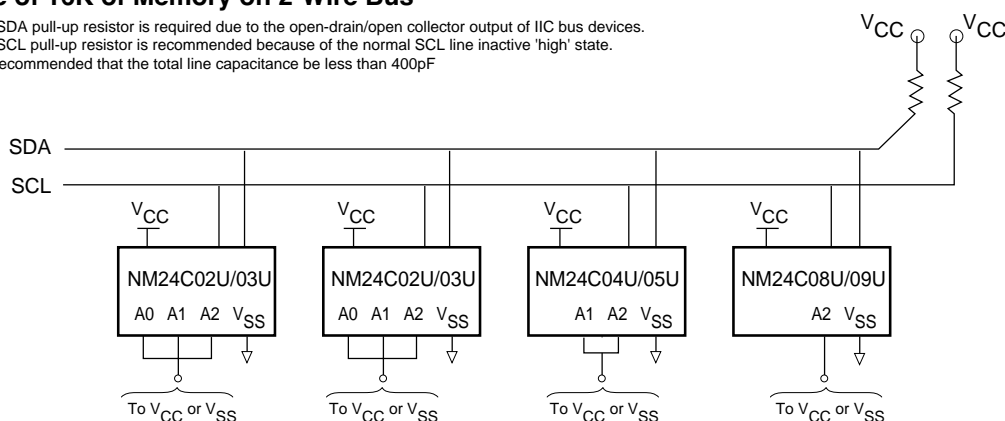 of 16K of Memory on 2-Wire Bus
SDA pull-up resistor is required due to the open-drain/open collector output of IIC bus devices.
SCL pull-up resistor is recommended because of the normal SCL line inactive 'high' state.
ecommended that the total line capacitance be less than 400pF
VCC VCC
SDA
SCL
VCC VCC VCC VCC
NM24C02U/03U NM24C02U/03U NM24C04U/05U NM24C08U/09U
A0 A1 A2 VSS A0 A1 A2 VSS A1 A2 VSS A2 VSS
To VCC or VSS To VCC or VSS To VCC or VSS To VCC or VSS